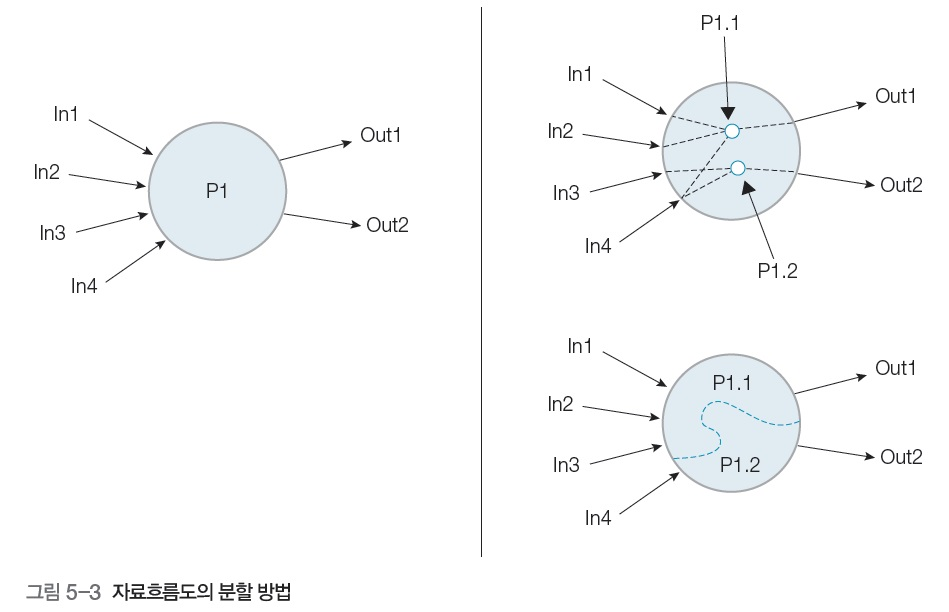 In1
In2
In3
In4
P1
Out1
Out2
P1.1
In1
In2
In3
In4
Out1
Out2
P1.2
In1
In2
In3
In4
P1.1
P1.2
Out1
Out2
그림 5-3 자료흐름도의 분할 방법